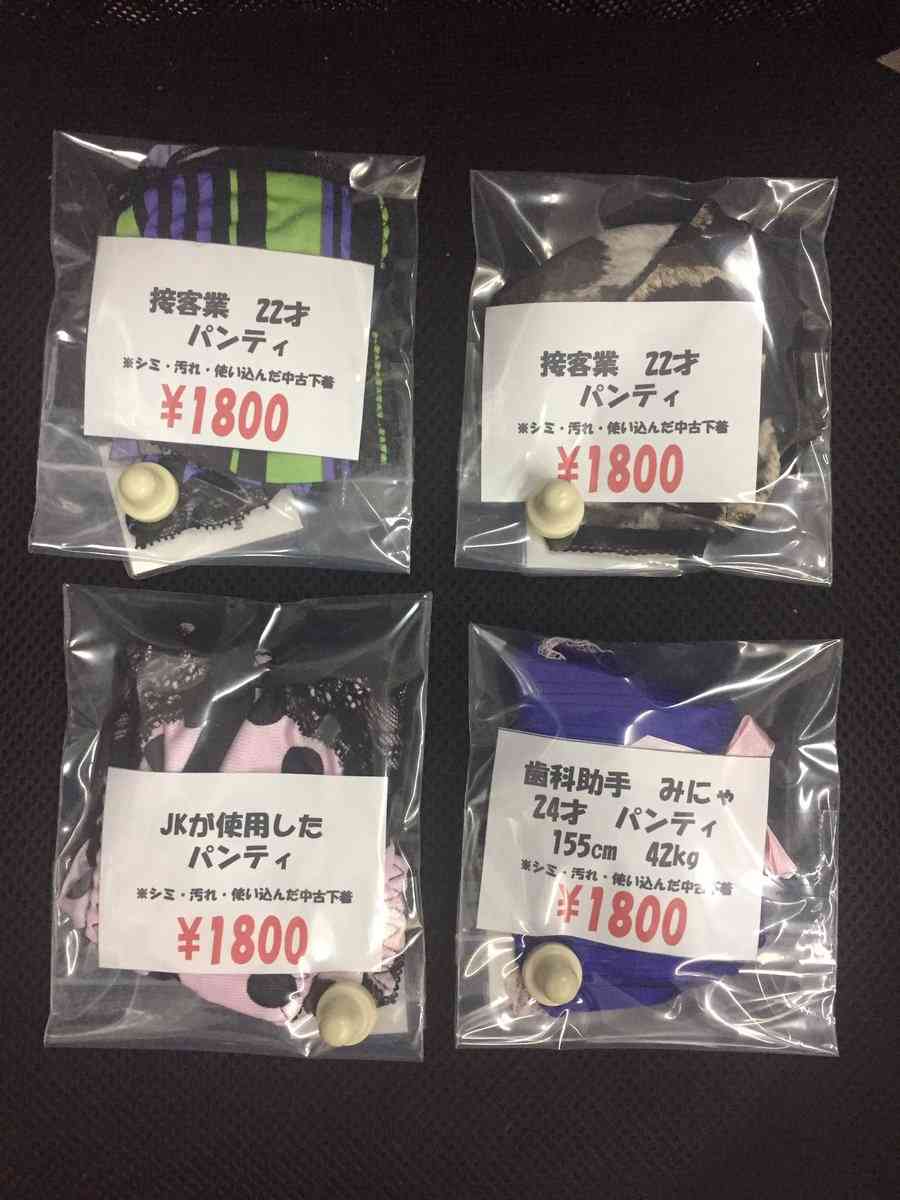 接客業 22才
パンティ
※シミ・汚れ・使い込んだ中古下着
¥1800
接客業 22才
パンティ
※シミ・汚れ・使い込んだ中古下着
¥1800
JKが使用した
パンティ
※シミ・汚れ・使い込んだ中古下着
¥1800
歯科助手 みにゃ
24才 パンティ
155cm 42kg
※シミ・汚れ・使い込んだ中古下着
¥1800